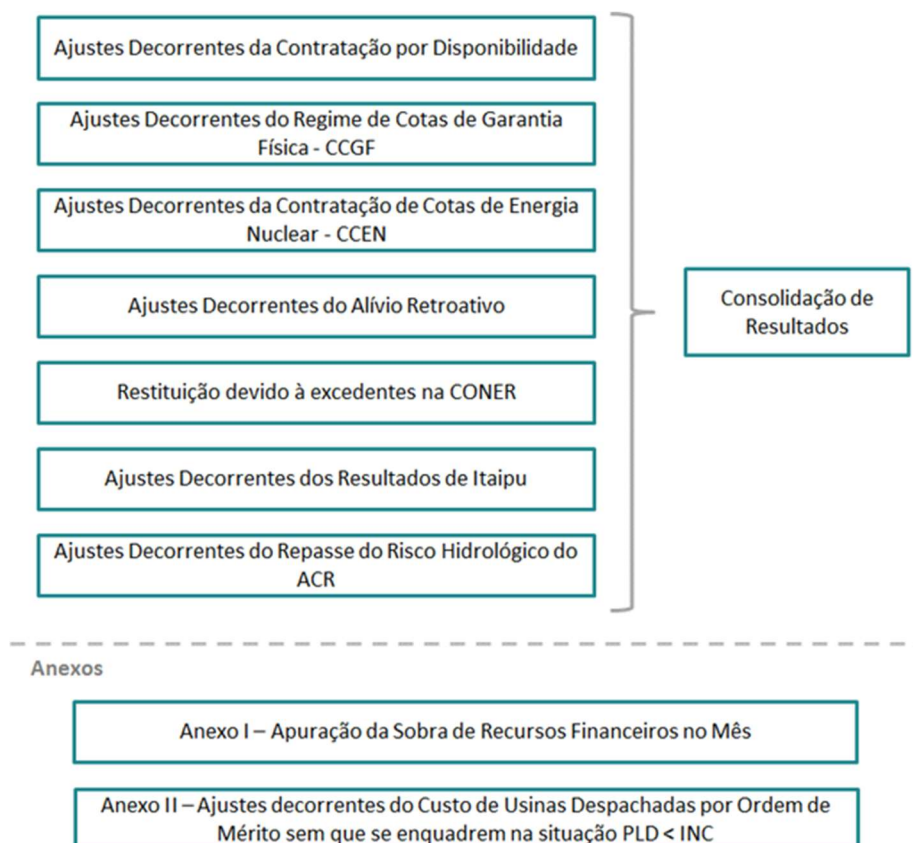 Ajustes Decorrentes da Contratação por Disponibilidade
Ajustes Decorrentes do Regime de Cotas de Garantia
Física - CCGF
Ajustes Decorrentes da Contratação de Cotas de Energia
Nuclear - CCEN
Ajustes Decorrentes do Alívio Retroativo
Restituição devido à excedentes na CONER
Ajustes Decorrentes dos Resultados de Itaipu
Ajustes Decorrentes do Repasse do Risco Hidrológico do
ACR
Consolidação de
Resultados
Anexos
Anexo I – Apuração da Sobra de Recursos Financeiros no Mês
Anexo II – Ajustes decorrentes do Custo de Usinas Despachadas por Ordem de
Mérito sem que se enquadrem na situação PLD < INC